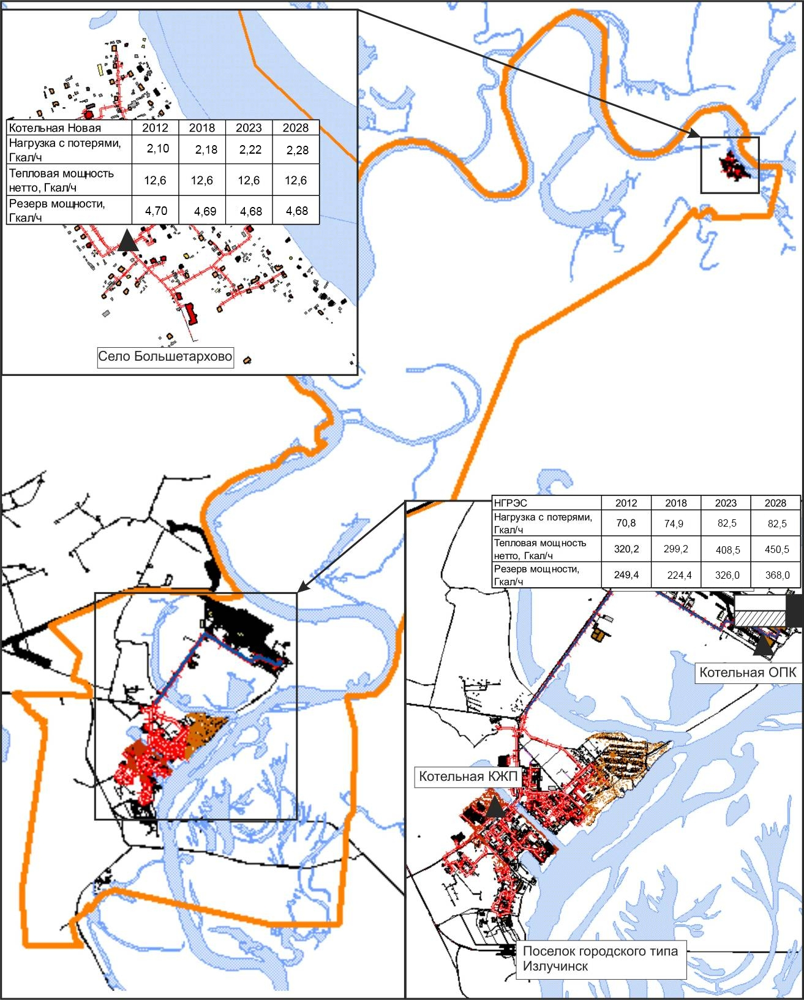 Котельная Новая 2012 2018 2023 2028
Нагрузка с потерями,
Гкал/ч 2,10 2,18 2,22 2,28
Тепловая мощность
нетто, Гкал/ч 12,6 12,6 12,6 12,6
Резерв мощности,
Гкал/ч 4,70 4,69 4,68 4,68
Село Большетархово
НГРЭС 2012 2018 2023 2028
Нагрузка с потерями,
Гкал/ч 70,8 74,9 82,5 82,5
Тепловая мощность
нетто, Гкал/ч 320,2 299,2 408,5 450,5
Резерв мощности,
Гкал/ч 249,4 224,4 326,0 368,0
Котельная ОПК
Котельная КЖП
Поселок городского типа
Излучинск